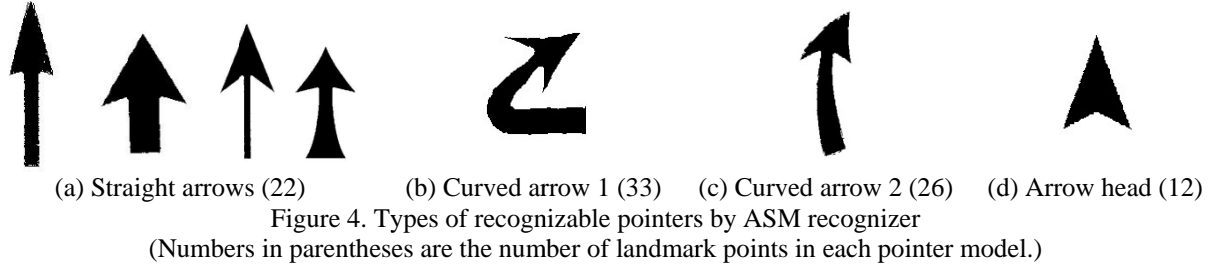 (a) Straight arrows (22) (b) Curved arrow 1 (33) (c) Curved arrow 2 (26) (d) Arrow head (12)
Figure 4. Types of recognizable pointers by ASM recognizer
(Numbers in parentheses are the number of landmark points in each pointer model.)